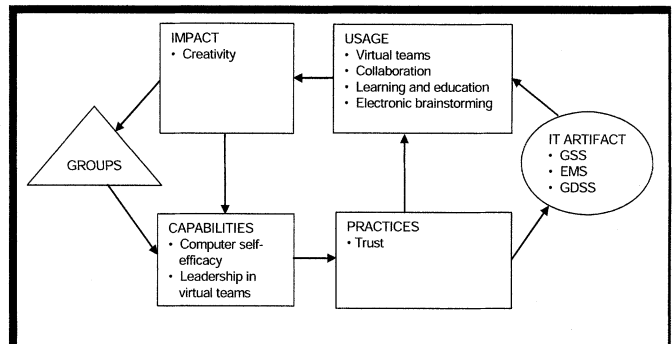 IMPACT
• Creativity
USAGE
• Virtual teams
• Collaboration
• Learning and education
• Electronic brainstorming
IT ARTIFACT
• GSS
• EMS
• GDSS
GROUPS
CAPABILITIES
• Computer self-
efficacy
• Leadership in
virtual teams
PRACTICES
• Trust